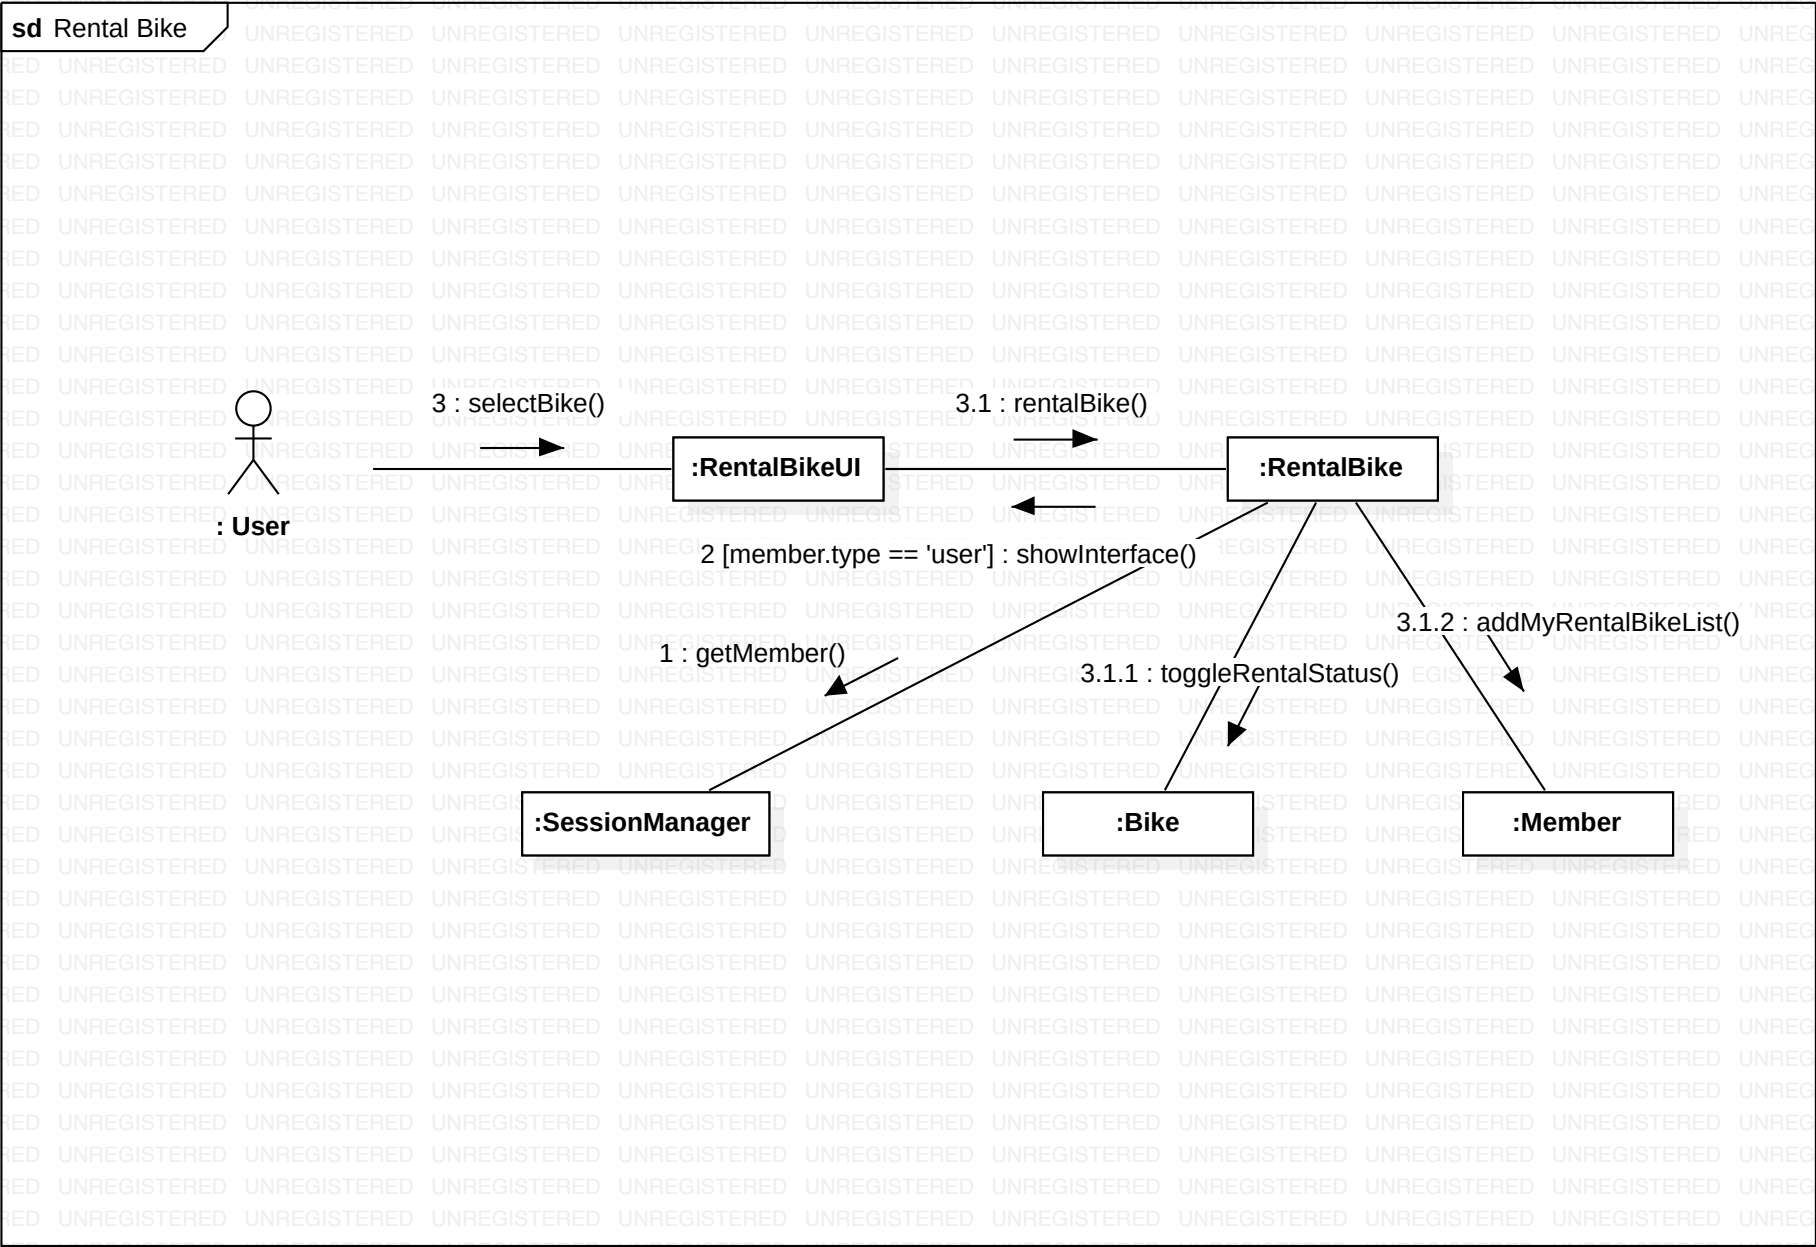 sd Rental Bike
3 : selectBike()
3.1 : rentalBike()
:RentalBikeUI
:RentalBike
: User
2 [member.type == 'user'] : showInterface()
3.1.2 : addMyRentalBikeList()
1 : getMember()
3.1.1 : toggleRentalStatus()
:SessionManager
:Bike
:Member
UNREGISTERED